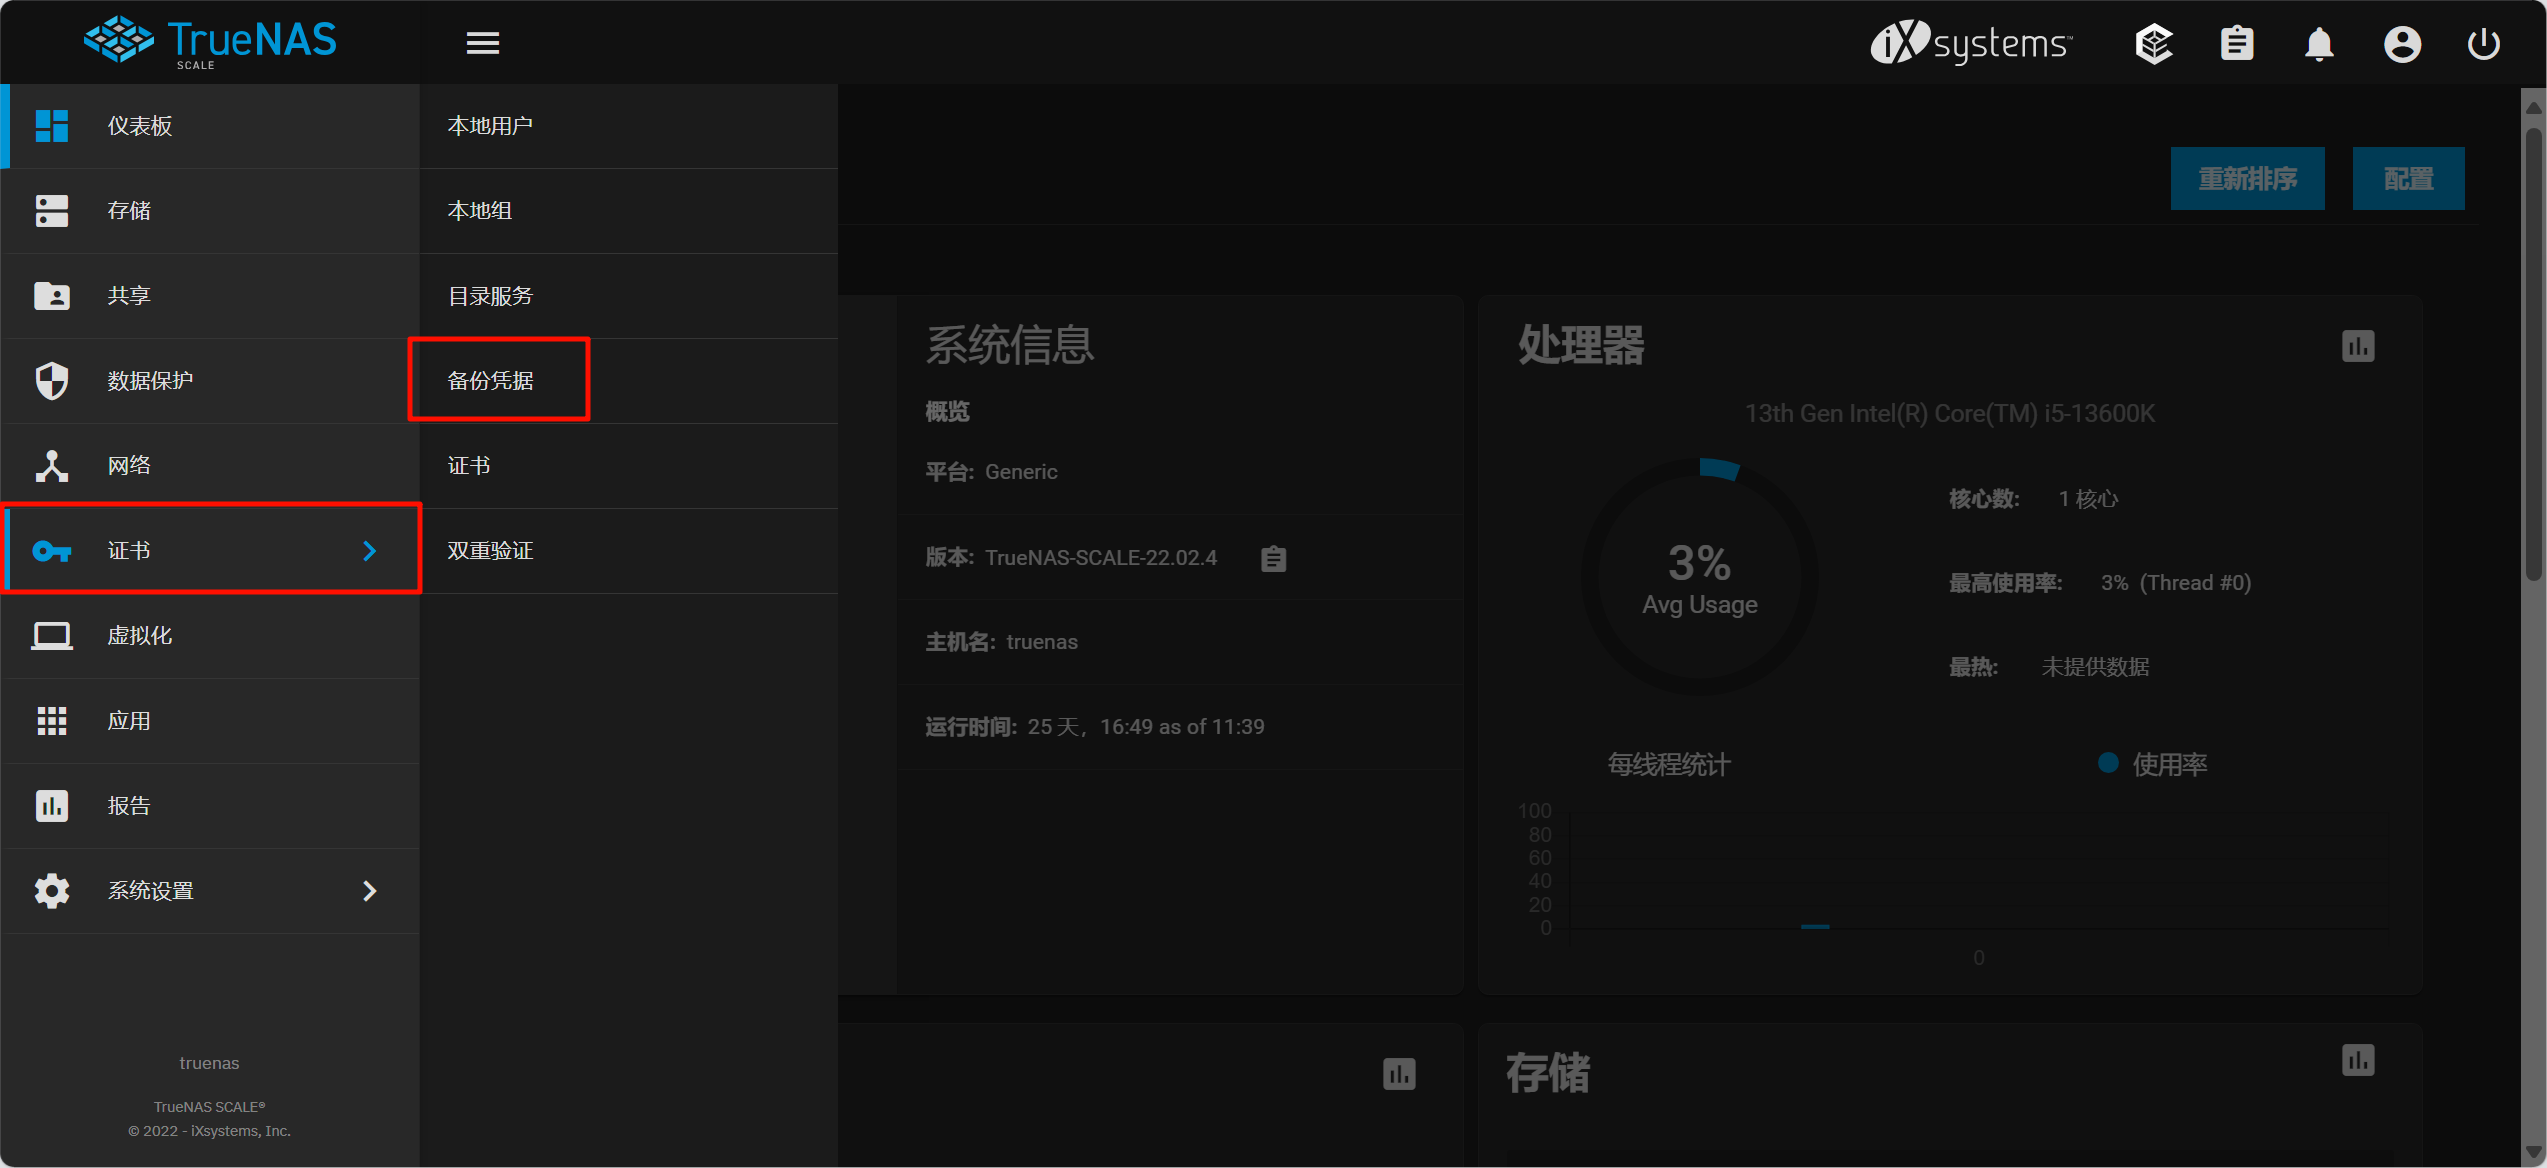 TrueNAS
SCALE
iXsystems™
仪表板
存储
共享
数据保护
网络
证书
虚拟化
应用
报告
系统设置
truenas
TrueNAS SCALE®
© 2022 - iXsystems, Inc.
本地用户
本地组
目录服务
备份凭据
证书
双重验证
重新排序
配置
系统信息
概览
平台: Generic
版本: TrueNAS-SCALE-22.02.4
主机名: truenas
运行时间: 25 天，16:49 as of 11:39
处理器
13th Gen Intel(R) Core(TM) i5-13600K
3%
Avg Usage
核心数: 1 核心
最高使用率: 3% (Thread #0)
最热: 未提供数据
每线程统计
使用率
100
80
60
40
20
0
0
存储